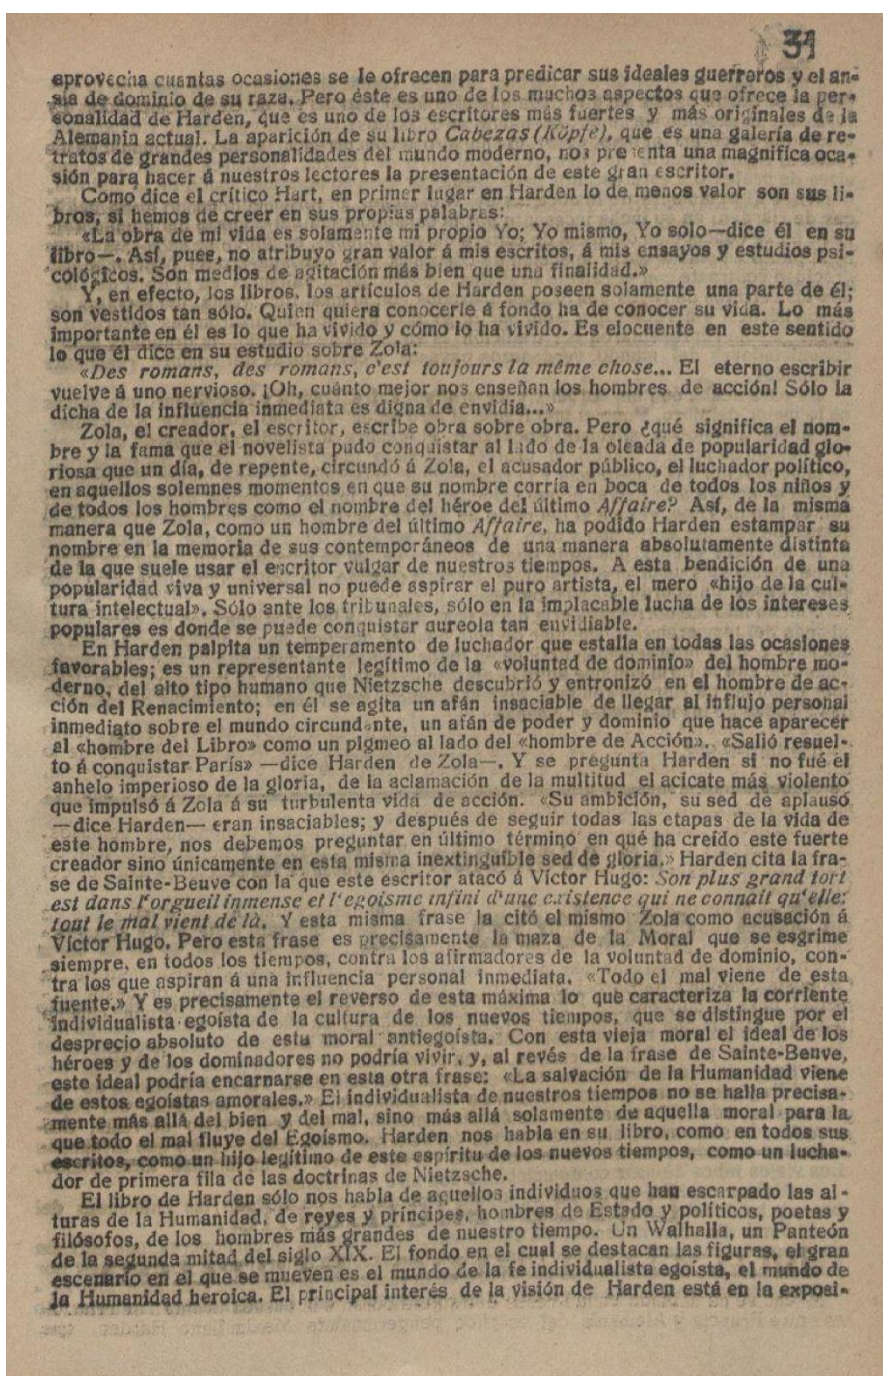 31
aprovecha cuantas ocasiones se le ofrecen para predicar sus ideales guerreros y el an-
sia de dominio de su raza. Pero éste es uno de los muchos aspectos que ofrece la per-
sonalidad de Harden, que es uno de los escritores más fuertes y más originales de la
Alemania actual. La aparición de su libro Cabezas (Köpfe), que es una galería de re-
tratos de grandes personalidades del mundo moderno, nos presenta una magnífica oca-
sión para hacer á nuestros lectores la presentación de este gran escritor.
Como dice el crítico Hart, en primer lugar en Harden lo de menos valor son sus li-
bros, si hemos de creer en sus propias palabras:
«La obra de mi vida es solamente mi propio Yo; Yo mismo, Yo solo—dice él en su
libro—. Así, pues, no atribuyo gran valor á mis escritos, á mis ensayos y estudios psi-
cológicos. Son medios de agitación más bien que una finalidad.»
Y, en efecto, los libros, los artículos de Harden poseen solamente una parte de él;
son vestidos tan sólo. Quien quiera conocerle á fondo ha de conocer su vida. Lo más
importante en él es lo que ha vivido y cómo lo ha vivido. Es elocuente en este sentido
lo que él dice en su estudio sobre Zola:
«Des romans, des romans, c'est toujours la même chose... El eterno escribir
vuelve á uno nervioso. ¡Oh, cuánto mejor nos enseñan los hombres de acción! Sólo la
dicha de la influencia inmediata es digna de envidia...»
Zola, el creador, el escritor, escribe obra sobre obra. Pero ¿qué significa el nom-
bre y la fama que el novelista pudo conquistar al lado de la oleada de popularidad glo-
riosa que un día, de repente, circundó á Zola, el acusador público, el luchador político,
en aquellos solemnes momentos en que su nombre corría en boca de todos los niños y
de todos los hombres como el nombre del héroe del último Affaire? Así, de la misma
manera que Zola, como un hombre del último Affaire, ha podido Harden estampar su
nombre en la memoria de sus contemporáneos de una manera absolutamente distinta
de la que suele usar el escritor vulgar de nuestros tiempos. A esta bendición de una
popularidad viva y universal no puede aspirar el puro artista, el mero «hijo de la cul-
tura intelectual». Sólo ante los tribunales, sólo en la implacable lucha de los intereses
populares es donde se puede conquistar aureola tan envidiable.
En Harden palpita un temperamento de luchador que estalla en todas las ocasiones
favorables; es un representante legítimo de la «voluntad de dominio» del hombre mo-
derno, del alto tipo humano que Nietzsche descubrió y entronizó en el hombre de ac-
ción del Renacimiento; en él se agita un afán insaciable de llegar al influjo personal
inmediato sobre el mundo circundante, un afán de poder y dominio que hace aparecer
al «hombre del Libro» como un pigmeo al lado del «hombre de Acción». «Salió resuel-
to á conquistar París» —dice Harden de Zola—. Y se pregunta Harden si no fué el
anhelo imperioso de la gloria, de la aclamación de la multitud el acicate más violento
que impulsó á Zola á su turbulenta vida de acción. «Su ambición, su sed de aplauso
—dice Harden— eran insaciables; y después de seguir todas las etapas de la vida de
este hombre, nos debemos preguntar en último término en qué ha creído este fuerte
creador sino únicamente en esta misma inextinguible sed de gloria.» Harden cita la fra-
se de Sainte-Beuve con la que este escritor atacó á Víctor Hugo: Son plus grand tort
est dans l'orgueil inmense et l'egoisme infini d'une existence qui ne connait qu'elle:
tout le mal vient de là. Y esta misma frase la citó el mismo Zola como acusación á
Víctor Hugo. Pero esta frase es precisamente la maza de la Moral que se esgrime
siempre, en todos los tiempos, contra los afirmadores de la voluntad de dominio, con-
tra los que aspiran á una influencia personal inmediata. «Todo el mal viene de esta
fuente.» Y es precisamente el reverso de esta máxima lo que caracteriza la corriente
individualista egoísta de la cultura de los nuevos tiempos, que se distingue por el
desprecio absoluto de esta moral antiegoísta. Con esta vieja moral el ideal de los
héroes y de los dominadores no podría vivir, y, al revés de la frase de Sainte-Beuve,
este ideal podría encarnarse en esta otra frase: «La salvación de la Humanidad viene
de estos egoístas amorales.» El individualista de nuestros tiempos no se halla precisa-
mente más allá del bien y del mal, sino más allá solamente de aquella moral para la
que todo el mal fluye del Egoísmo. Harden nos habla en su libro, como en todos sus
escritos, como un hijo legítimo de este espíritu de los nuevos tiempos, como un lucha-
dor de primera fila de las doctrinas de Nietzsche.
El libro de Harden sólo nos habla de aquellos individuos que han escarpado las al-
turas de la Humanidad, de reyes y príncipes, hombres de Estado y políticos, poetas y
filósofos, de los hombres más grandes de nuestro tiempo. Un Walhalla, un Panteón
de la segunda mitad del siglo XIX. El fondo en el cual se destacan las figuras, el gran
escenario en el que se mueven es el mundo de la fe individualista egoísta, el mundo de
la Humanidad heroica. El principal interés de la visión de Harden está en la exposi-